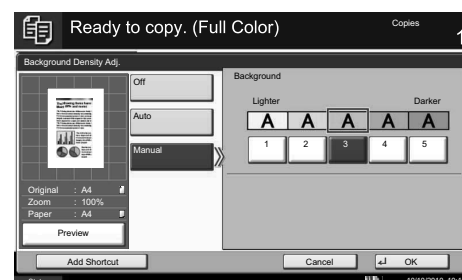 Ready to copy. (Full Color)
Copies
Background Density Adj.
Off
Auto
Manual
Background
Lighter
Darker
A A A A A
1 2 3 4 5
Original : A4
Zoom : 100%
Paper : A4
Preview
Add Shortcut
Cancel
OK